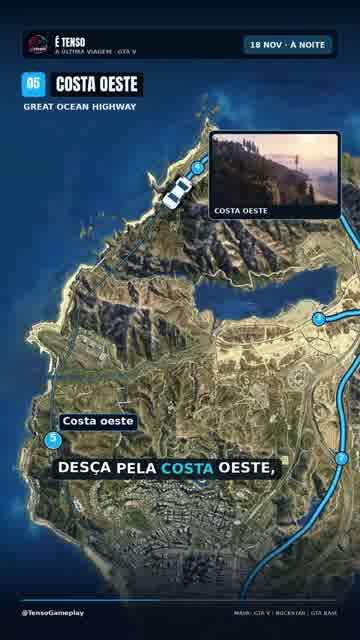 É TENSO
A ÚLTIMA VIAGEM · GTA V
18 NOV · À NOITE
05
COSTA OESTE
GREAT OCEAN HIGHWAY
COSTA OESTE
3
Costa oeste
5
DESÇA PELA COSTA OESTE,
@TensoGameplay
MAPA: GTA V / ROCKSTAR / GTA BASE